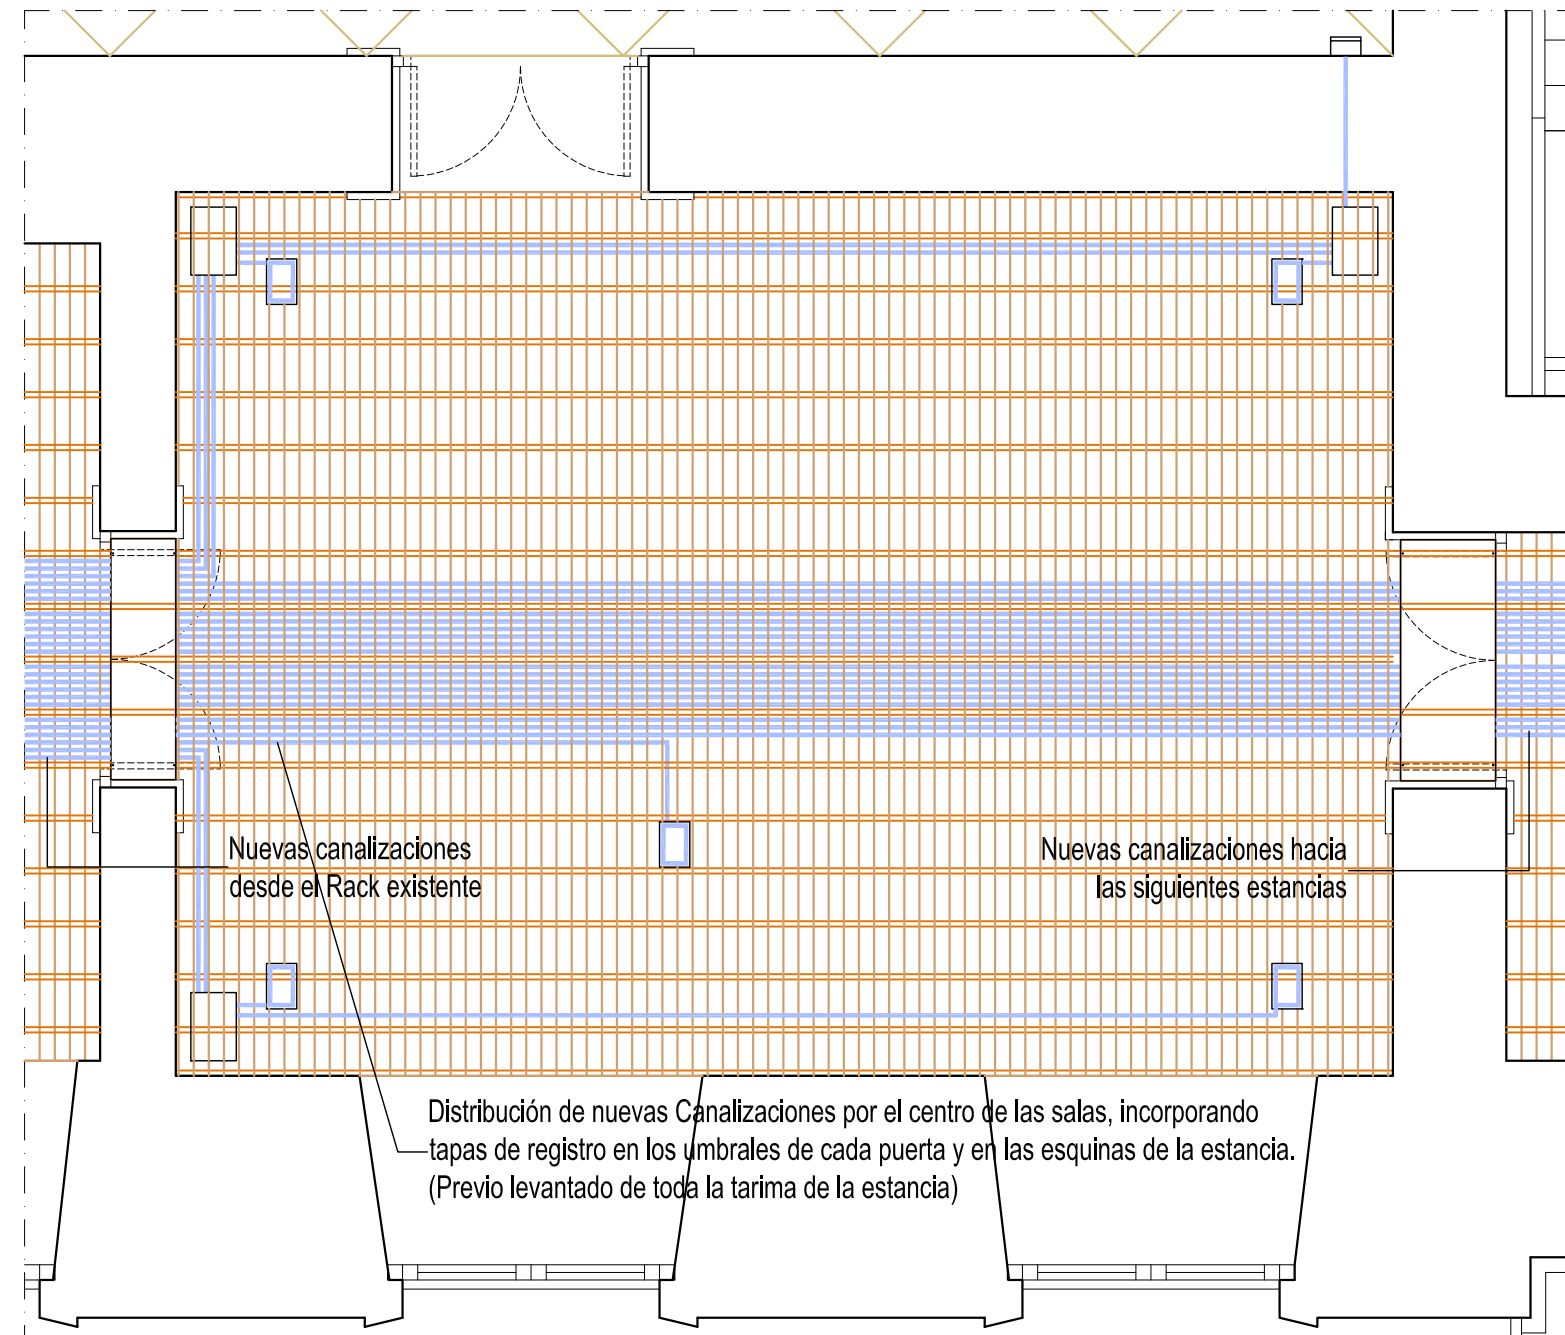 Nuevas canalizaciones
desde el Rack existente
Nuevas canalizaciones hacia
las siguientes estancias
Distribución de nuevas Canalizaciones por el centro de las salas, incorporando
tapas de registro en los umbrales de cada puerta y en las esquinas de la estancia.
(Previo levantado de toda la tarima de la estancia)